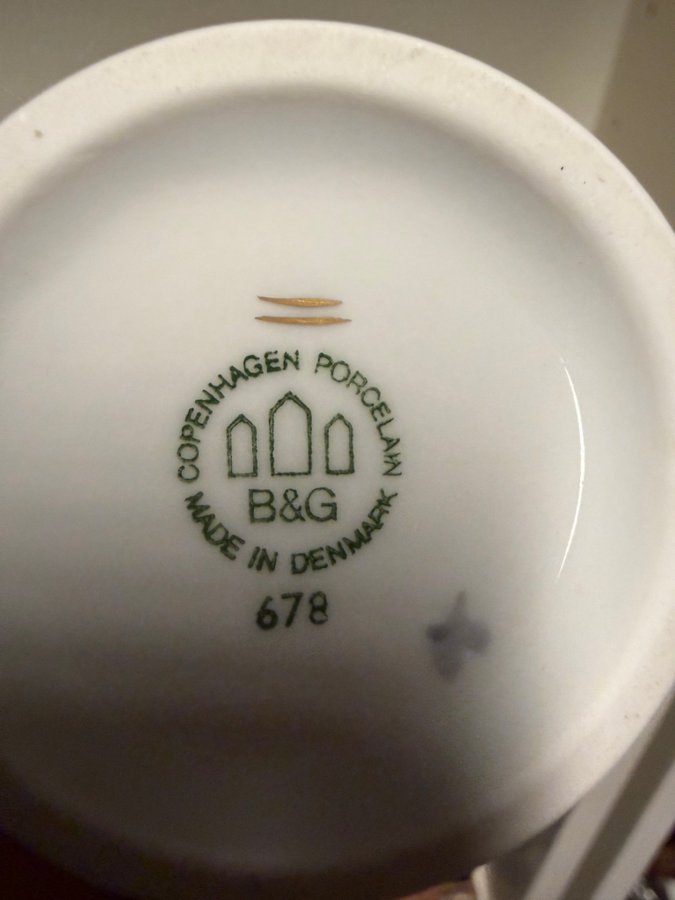 COPENHAGEN PORCELAIN
B&G
MADE IN DENMARK
678